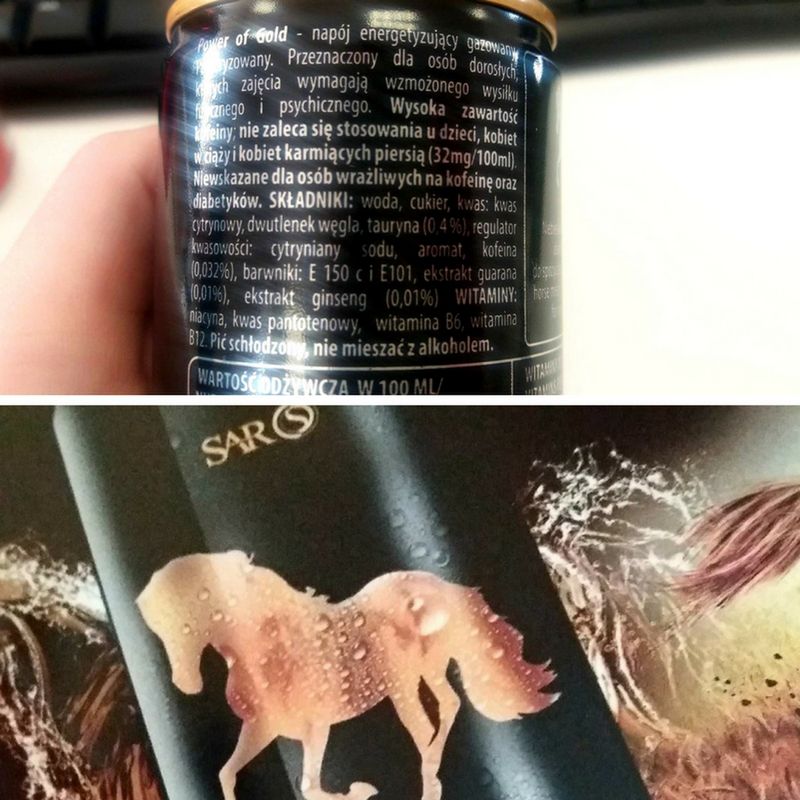 Power of Gold - napój energetyzujący gazowany,
Przeznaczony dla osób dorosłych,
zajęcia wymagają wzmożonego wysiłku
i psychicznego. Wysoka zawartość
kofeiny; nie zaleca się stosowania u dzieci, kobiet
w ciąży i kobiet karmiących piersią (32mg/100ml)
Niewskazane dla osób wrażliwych na kofeinę oraz
diabetyków. SKŁADNIKI: woda, cukier, kwas: kwas
cytrynowy, dwutlenek węgla, tauryna (0,4%), regulator
kwasowości: cytryniany sodu, aromat, kofeina
(0,032%), barwniki: E 150 c i E101, ekstrakt guarana
(0,01%), ekstrakt ginseng (0,01%) WITAMINY:
niacyna, kwas pantotenowy, witamina B6, witamina
B12. Pić schłodzony, nie mieszać z alkoholem.
WARTOŚĆ ODŻYWCZA W 100 ML/
SAR S